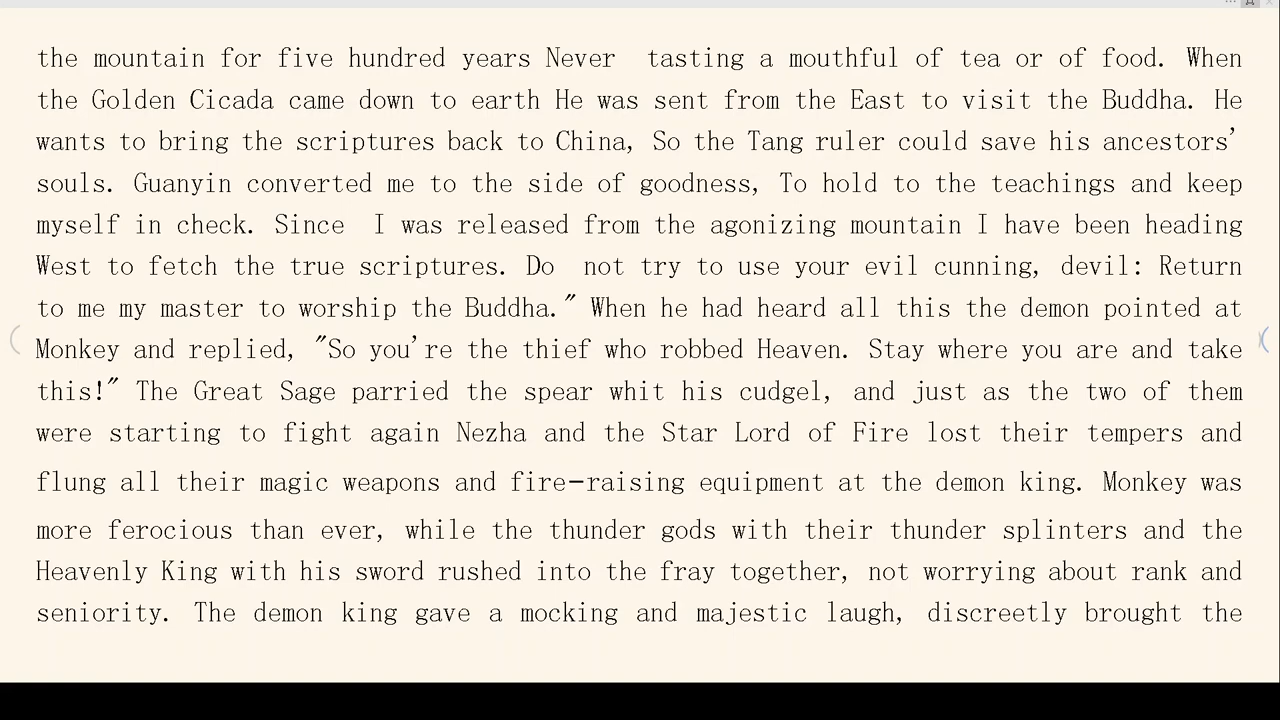 the mountain for five hundred years Never  tasting a mouthful of tea or of food. When
the Golden Cicada came down to earth He was sent from the East to visit the Buddha. He
wants to bring the scriptures back to China, So the Tang ruler could save his ancestors'
souls. Guanyin converted me to the side of goodness, To hold to the teachings and keep
myself in check. Since  I was released from the agonizing mountain I have been heading
West to fetch the true scriptures. Do  not try to use your evil cunning, devil: Return
to me my master to worship the Buddha." When he had heard all this the demon pointed at
Monkey and replied, "So you're the thief who robbed Heaven. Stay where you are and take
this!" The Great Sage parried the spear whit his cudgel, and just as the two of them
were starting to fight again Nezha and the Star Lord of Fire lost their tempers and
flung all their magic weapons and fire-raising equipment at the demon king. Monkey was
more ferocious than ever, while the thunder gods with their thunder splinters and the
Heavenly King with his sword rushed into the fray together, not worrying about rank and
seniority. The demon king gave a mocking and majestic laugh, discreetly brought the